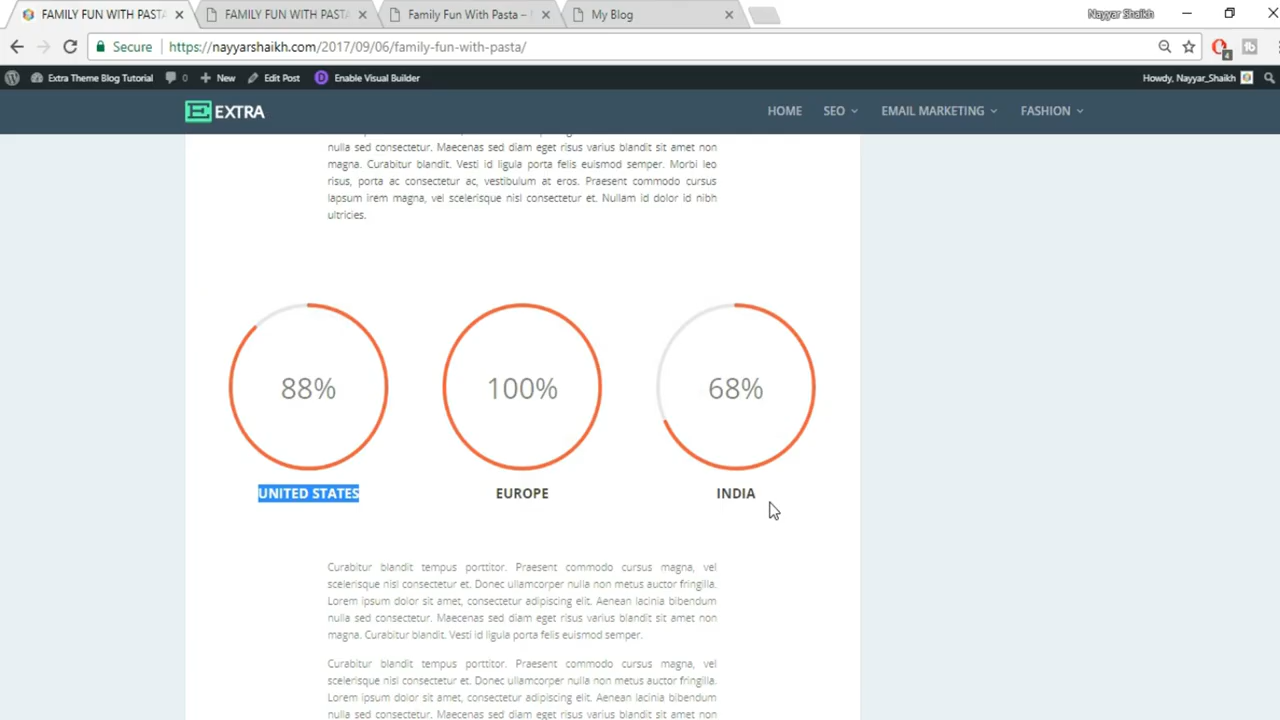 FAMILY FUN WITH PASTA
FAMILY FUN WITH PASTA
Family Fun With Pasta –
My Blog
Nayyar Shaikh
Secure
https://nayyarshaikh.com/2017/09/06/family-fun-with-pasta/
4
Extra Theme Blog Tutorial
0
New
Edit Post
D
Enable Visual Builder
Howdy, Nayyar_Shaikh
E EXTRA
HOME
SEO
EMAIL MARKETING
FASHION
nulla sed consectetur. Maecenas sed diam eget risus varius blandit sit amet non
magna. Curabitur blandit. Vesti id ligula porta felis euismod semper. Morbi leo
risus, porta ac consectetur ac, vestibulum at eros. Praesent commodo cursus
lapsum irem magna, vel scelerisque nisl consectetur et. Nullam id dolor id nibh
ultricies.
88%
100%
68%
UNITED STATES
EUROPE
INDIA
Curabitur blandit tempus porttitor. Praesent commodo cursus magna, vel
scelerisque nisl consectetur et. Donec ullamcorper nulla non metus auctor fringilla.
Lorem ipsum dolor sit amet, consectetur adipiscing elit. Aenean lacinia bibendum
nulla sed consectetur. Maecenas sed diam eget risus varius blandit sit amet non
magna. Curabitur blandit. Vesti id ligula porta felis euismod semper.
Curabitur blandit tempus porttitor. Praesent commodo cursus magna, vel
scelerisque nisl consectetur et. Donec ullamcorper nulla non metus auctor fringilla.
Lorem ipsum dolor sit amet, consectetur adipiscing elit. Aenean lacinia bibendum
nulla sed consectetur. Maecenas sed diam eget risus varius blandit sit amet non